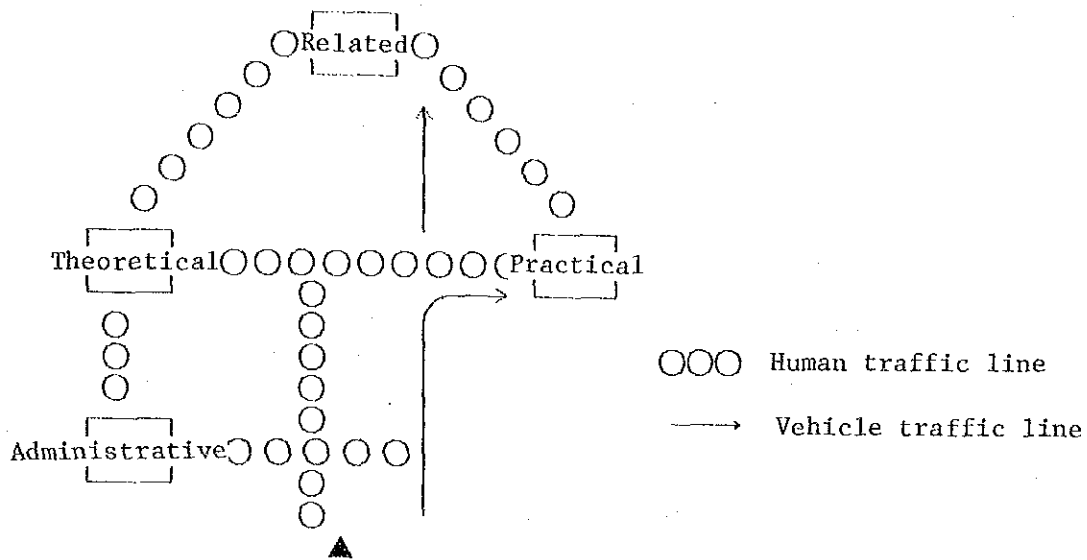 Related
Theoretical Practical
Human traffic line
Vehicle traffic line
Administrative